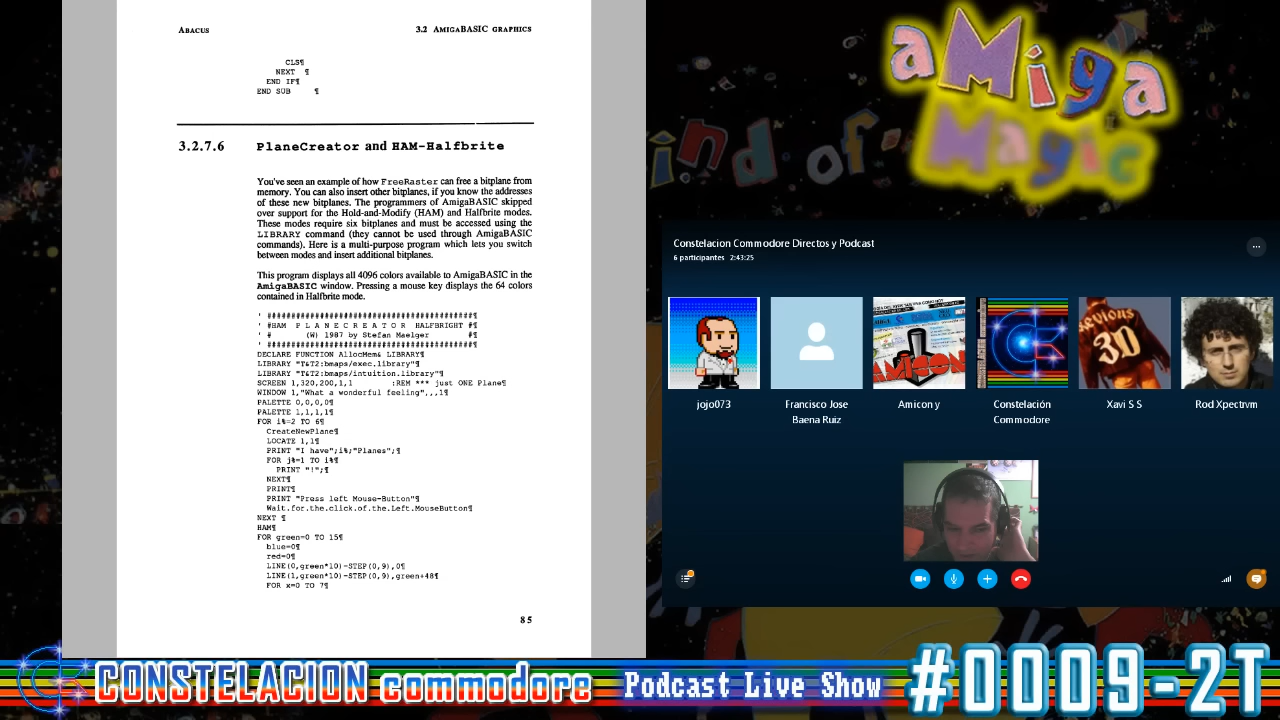 ABACUS
3.2 AMIGABASIC GRAPHICS
CLS¶
NEXT ¶
END IF¶
END SUB ¶
3.2.7.6 PlaneCreator and HAM-Halfbrite
You've seen an example of how FreeRaster can free a bitplane from
memory. You can also insert other bitplanes, if you know the addresses
of these new bitplanes. The programmers of AmigaBASIC skipped
over support for the Hold-and-Modify (HAM) and Halfbrite modes.
These modes require six bitplanes and must be accessed using the
LIBRARY command (they cannot be used through AmigaBASIC
commands). Here is a multi-purpose program which lets you switch
between modes and insert additional bitplanes.
This program displays all 4096 colors available to AmigaBASIC in the
AmigaBASIC window. Pressing a mouse key displays the 64 colors
contained in Halfbrite mode.
' ###########################################¶
' #HAM P L A N E C R E A T O R HALFBRIGHT #¶
' # (W) 1987 by Stefan Maelger #¶
' ###########################################¶
DECLARE FUNCTION AllocMem& LIBRARY¶
LIBRARY "T&T2:bmaps/exec.library"¶
LIBRARY "T&T2:bmaps/intuition.library"¶
SCREEN 1,320,200,1,1 :REM *** just ONE Plane¶
WINDOW 1,"What a wonderful feeling",,,1¶
PALETTE 0,0,0,0¶
PALETTE 1,1,1,1¶
FOR i%=2 TO 6¶
CreateNewPlane¶
LOCATE 1,1¶
PRINT "I have";i%;"Planes";¶
FOR j%=1 TO i%¶
PRINT "!";¶
NEXT¶
PRINT¶
PRINT "Press left Mouse-Button"¶
Wait.for.the.click.of.the.Left.MouseButton¶
NEXT ¶
HAM¶
FOR green=0 TO 15¶
blue=0¶
red=0¶
LINE(0,green*10)-STEP(0,9),0¶
LINE(1,green*10)-STEP(0,9),green+48¶
FOR x=0 TO 7¶
85
aMiga
Magic
kind of
Constelacion Commodore Directos y Podcast
6 participantes 2:43:25
jojo073
Francisco Jose
Baena Ruiz
AMICON
Amicon y
Constelación
Commodore
30
Xavi S S
Rod Xpectrvm
CONSTELACION commodore Podcast Live Show #0009-2T